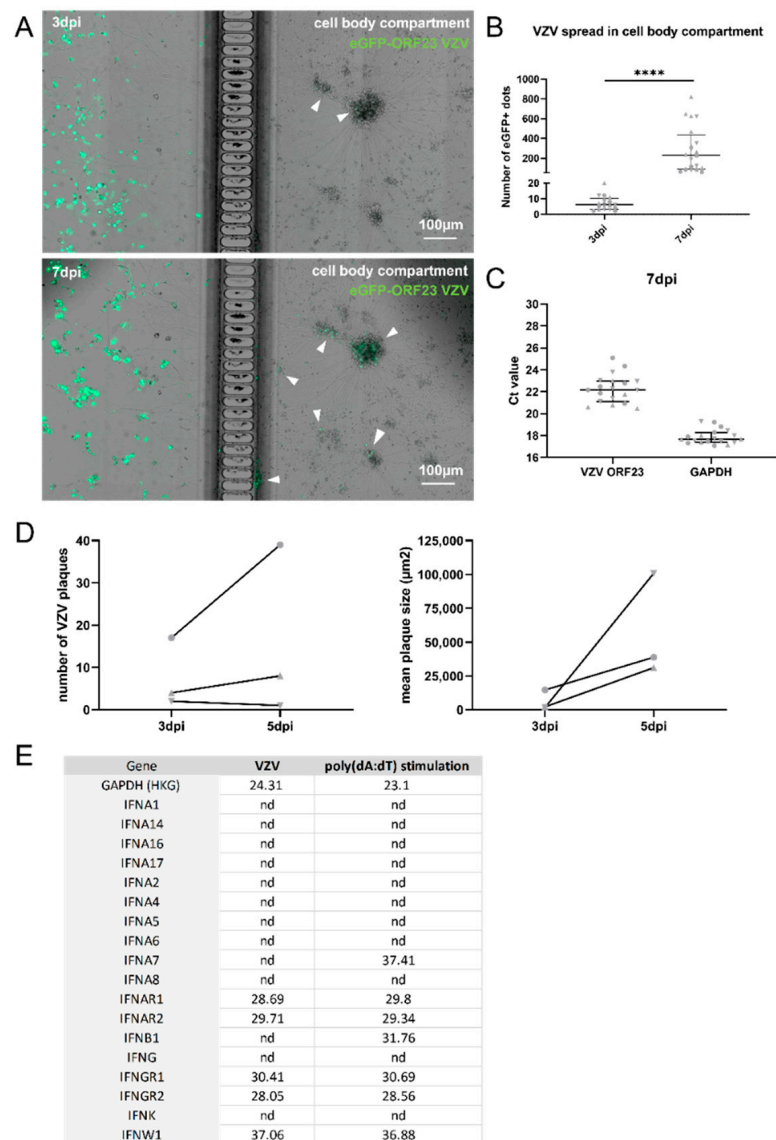 A
3dpi
cell body compartment
eGFP-ORF23 VZV
100µm
7dpi
cell body compartment
eGFP-ORF23 VZV
100µm
B
VZV spread in cell body compartment
Number of eGFP+ dots
1000
800
600
400
200
20
10
0
****
3dpi
7dpi
C
7dpi
Ct value
30
28
26
24
22
20
18
16
VZV ORF23
GAPDH
D
number of VZV plaques
40
30
20
10
0
3dpi
5dpi
mean plaque size (µm2)
125,000
100,000
75,000
50,000
25,000
0
3dpi
5dpi
E
Gene VZV poly(dA:dT) stimulation
GAPDH (HKG) 24.31 23.1
IFNA1 nd nd
IFNA14 nd nd
IFNA16 nd nd
IFNA17 nd nd
IFNA2 nd nd
IFNA4 nd nd
IFNA5 nd nd
IFNA6 nd nd
IFNA7 nd 37.41
IFNA8 nd nd
IFNAR1 28.69 29.8
IFNAR2 29.71 29.34
IFNB1 nd 31.76
IFNG nd nd
IFNGR1 30.41 30.69
IFNGR2 28.05 28.56
IFNK nd nd
IFNW1 37.06 36.88